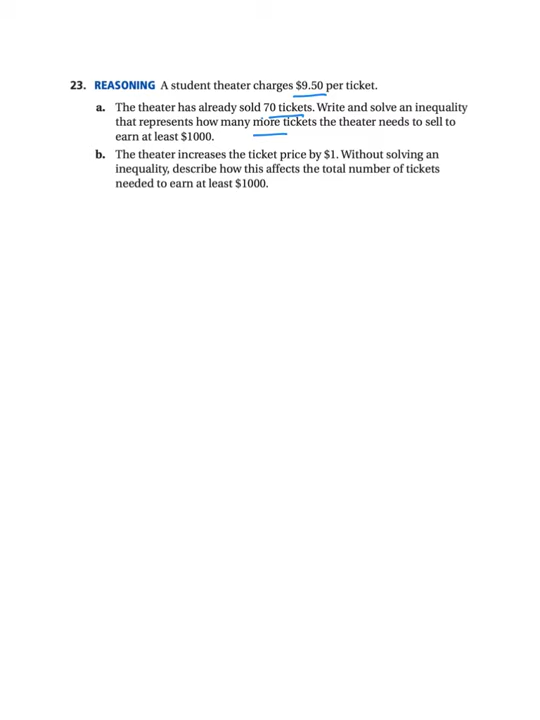 23. REASONING A student theater charges $9.50 per ticket.
a. The theater has already sold 70 tickets. Write and solve an inequality
that represents how many more tickets the theater needs to sell to
earn at least $1000.
b. The theater increases the ticket price by $1. Without solving an
inequality, describe how this affects the total number of tickets
needed to earn at least $1000.